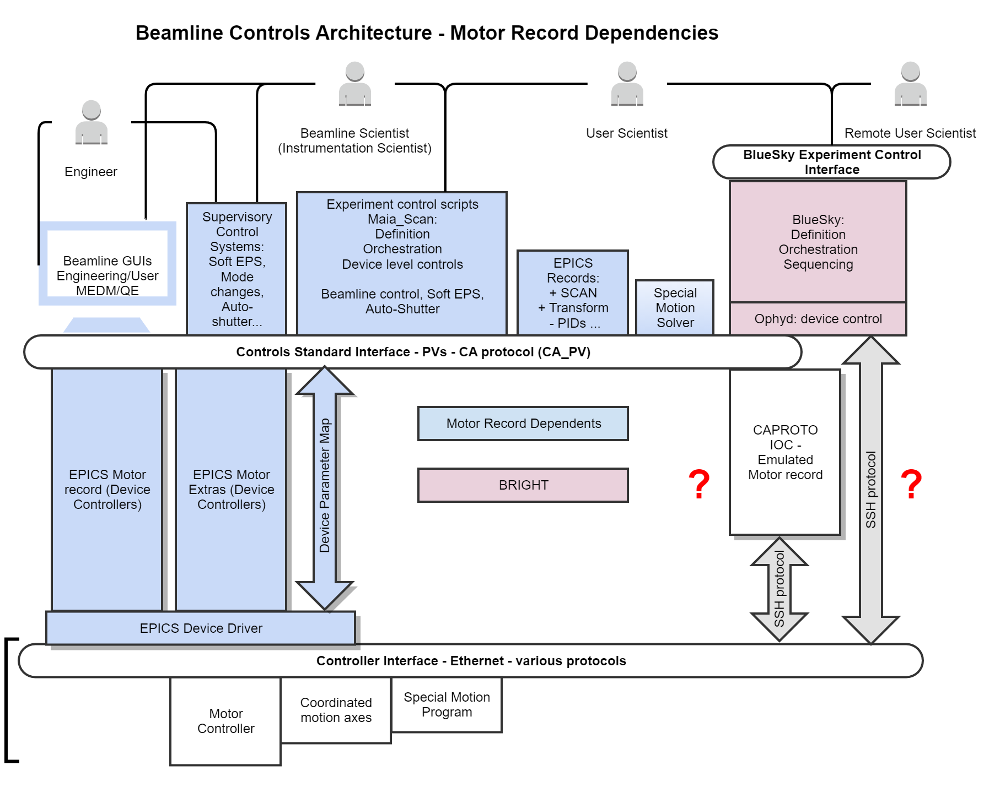 Beamline Controls Architecture - Motor Record Dependencies
Engineer
Beamline Scientist
(Instrumentation Scientist)
User Scientist
Remote User Scientist
BlueSky Experiment Control
Interface
Beamline GUIs
Engineering/User
MEDM/QE
Supervisory
Control
Systems:
Soft EPS,
Mode
changes,
Auto-
shutter...
Experiment control scripts
Maia_Scan:
Definition
Orchestration
Device level controls
Beamline control, Soft EPS,
Auto-Shutter
EPICS
Records:
+ SCAN
+ Transform
- PIDs ...
Special
Motion
Solver
BlueSky:
Definition
Orchestration
Sequencing
Ophyd: device control
Controls Standard Interface - PVs - CA protocol (CA_PV)
EPICS Motor
record (Device
Controllers)
EPICS Motor
Extras (Device
Controllers)
Device Parameter Map
Motor Record Dependents
BRIGHT
?
CAPROTO
IOC -
Emulated
Motor record
SSH protocol
?
SSH protocol
EPICS Device Driver
Controller Interface - Ethernet - various protocols
Motor
Controller
Coordinated
motion axes
Special Motion
Program